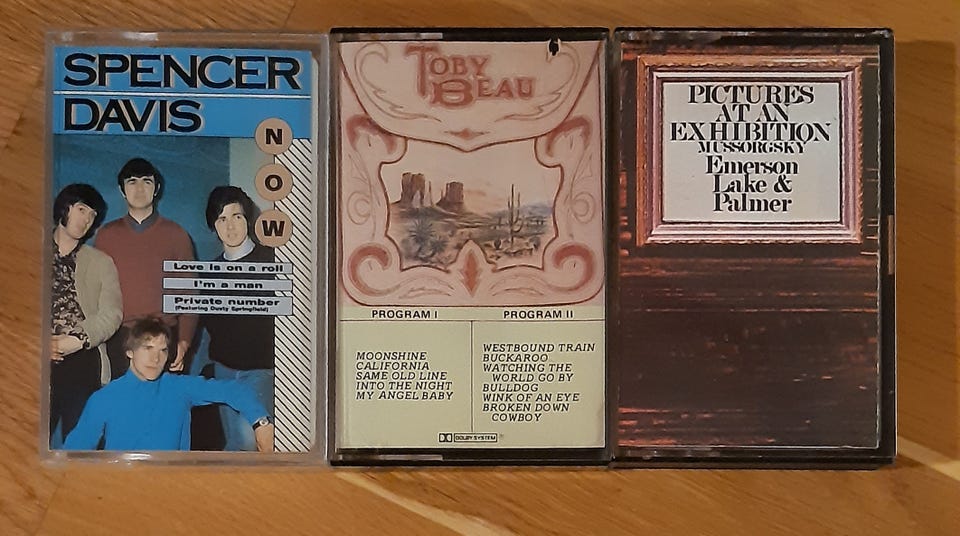 SPENCER
DAVIS
N
O
W
Love is on a roll
I'm a man
Private number
(Featuring Dusty Springfield)
TOBY
BEAU
PROGRAM I
MOONSHINE
CALIFORNIA
SAME OLD LINE
INTO THE NIGHT
MY ANGEL BABY
PROGRAM II
WESTBOUND TRAIN
BUCKAROO
WATCHING THE
WORLD GO BY
BULLDOG
WINK OF AN EYE
BROKEN DOWN
COWBOY
DOLBY SYSTEM
PICTURES
AT AN
EXHIBITION
MUSSORGSKY
Emerson
Lake &
Palmer